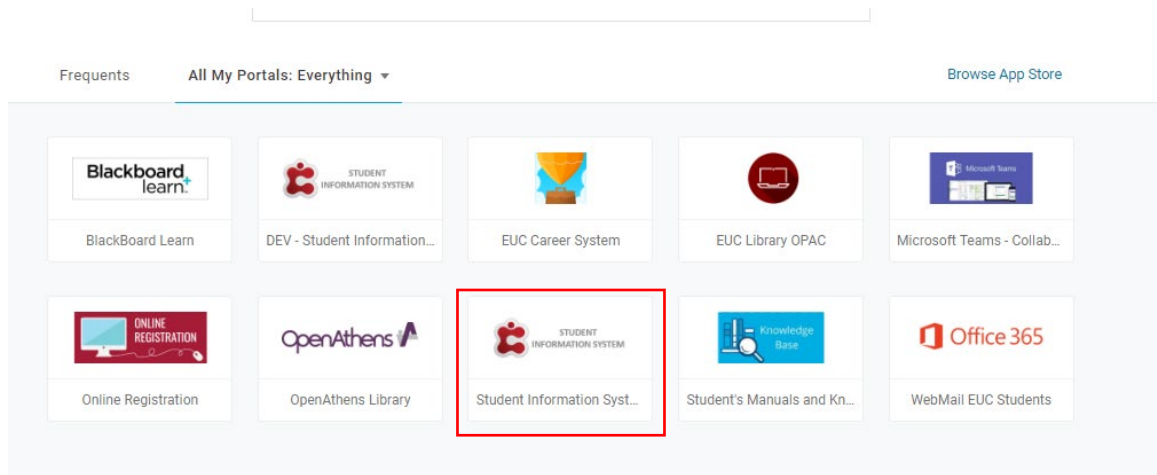 Frequents
All My Portals: Everything
Browse App Store
Blackboard
learn+
BlackBoard Learn
STUDENT
INFORMATION SYSTEM
DEV - Student Information...
EUC Career System
EUC Library OPAC
Microsoft Teams
Microsoft Teams - Collab...
ONLINE
REGISTRATION
Online Registration
OpenAthens
OpenAthens Library
STUDENT
INFORMATION SYSTEM
Student Information Syst...
Knowledge
Base
Student's Manuals and Kn...
Office 365
WebMail EUC Students